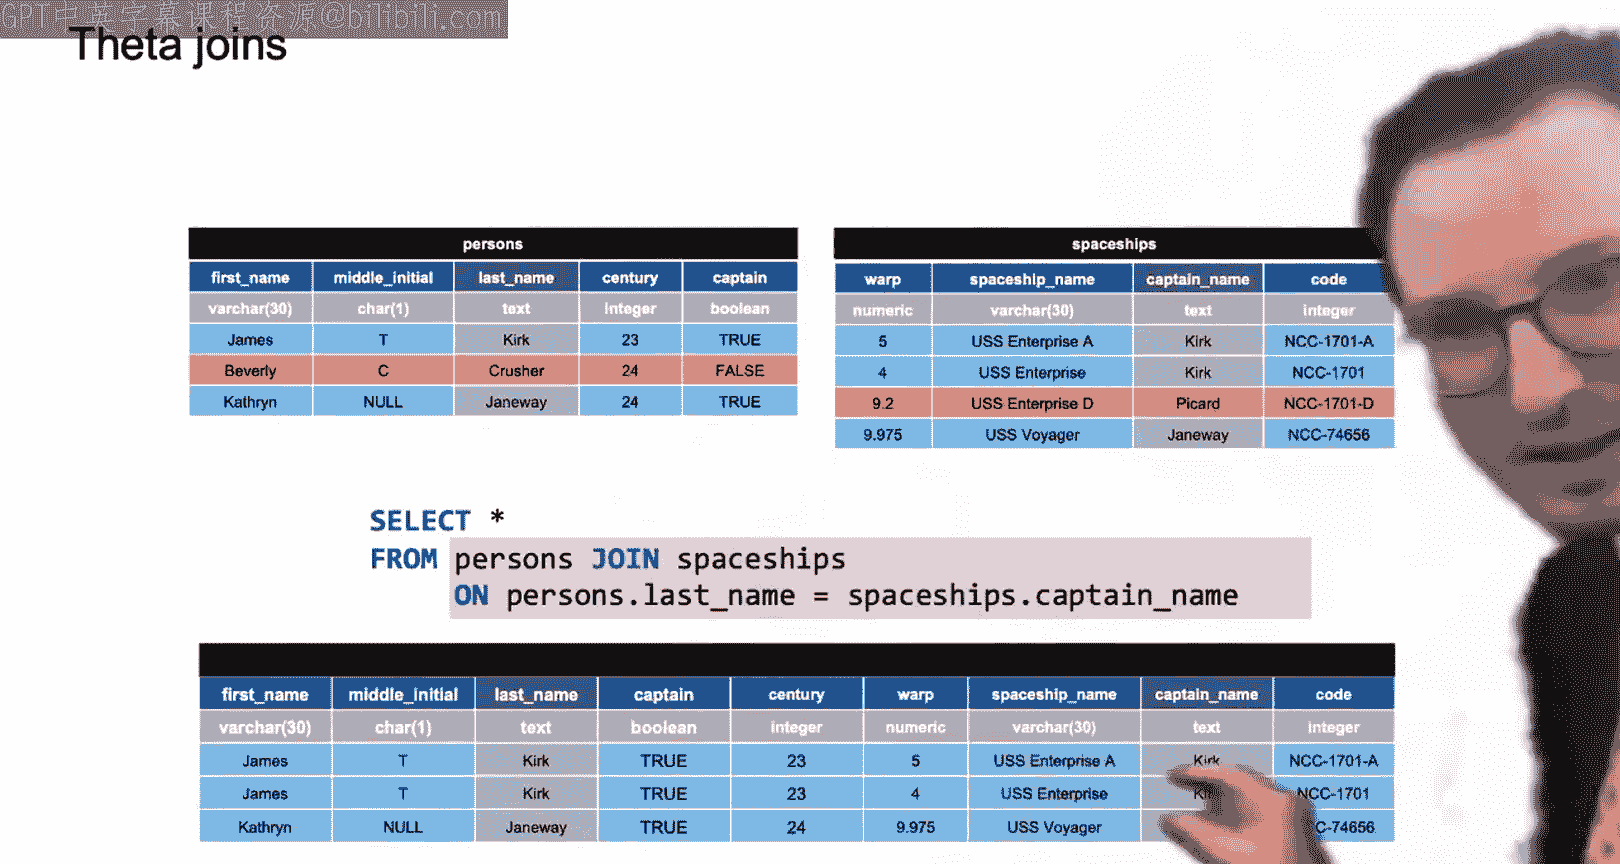 GPT中英字幕课程资源@bilibili.com
Theta joins
persons
first_name middle_initial last_name century captain
varchar(30) char(1) text integer boolean
James T Kirk 23 TRUE
Beverly C Crusher 24 FALSE
Kathryn NULL Janeway 24 TRUE
spaceships
warp spaceship_name captain_name code
numeric varchar(30) text integer
5 USS Enterprise A Kirk NCC-1701-A
4 USS Enterprise Kirk NCC-1701
9.2 USS Enterprise D Picard NCC-1701-D
9.975 USS Voyager Janeway NCC-74656
SELECT *
FROM persons JOIN spaceships
ON persons.last_name = spaceships.captain_name
first_name middle_initial last_name captain century warp spaceship_name captain_name code
varchar(30) char(1) text boolean integer numeric varchar(30) text integer
James T Kirk TRUE 23 5 USS Enterprise A Kirk NCC-1701-A
James T Kirk TRUE 23 4 USS Enterprise NCC-1701
Kathryn NULL Janeway TRUE 24 9.975 USS Voyager C-74656